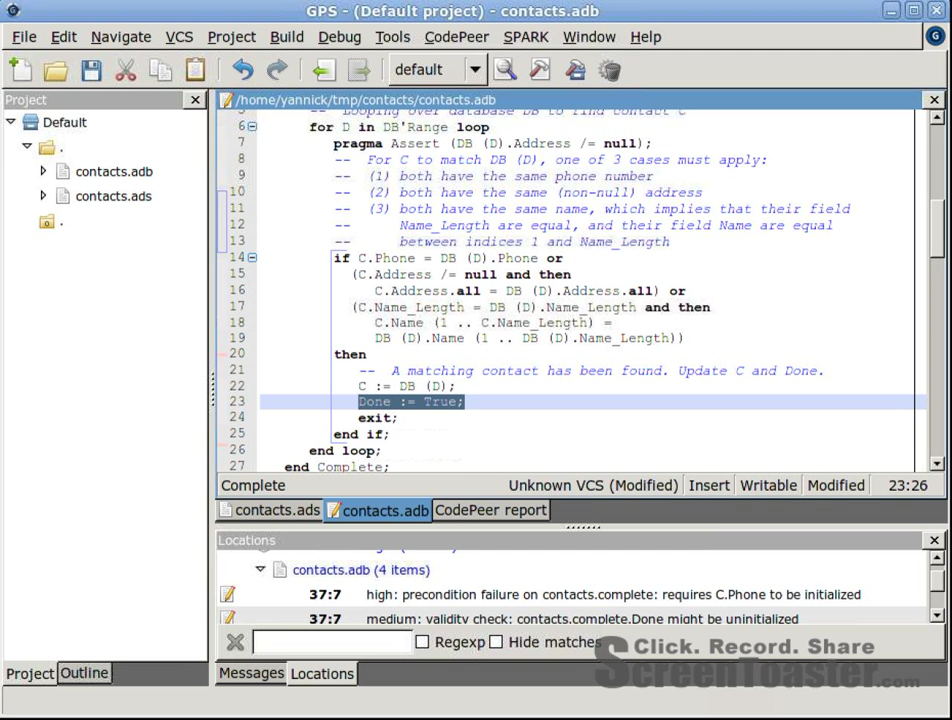 GPS - (Default project) - contacts.adb
File Edit Navigate VCS Project Build Debug Tools CodePeer SPARK Window Help
default
Project
/home/yannick/tmp/contacts/contacts.adb
Default
.
contacts.adb
contacts.ads
.
5 -- Looping over database DB to find contact C
6 for D in DB'Range loop
7 pragma Assert (DB (D).Address /= null);
8 -- For C to match DB (D), one of 3 cases must apply:
9 -- (1) both have the same phone number
10 -- (2) both have the same (non-null) address
11 -- (3) both have the same name, which implies that their field
12 -- Name_Length are equal, and their field Name are equal
13 -- between indices 1 and Name_Length
14 if C.Phone = DB (D).Phone or
15 (C.Address /= null and then
16 C.Address.all = DB (D).Address.all) or
17 (C.Name_Length = DB (D).Name_Length and then
18 C.Name (1 .. C.Name_Length) =
19 DB (D).Name (1 .. DB (D).Name_Length))
20 then
21 -- A matching contact has been found. Update C and Done.
22 C := DB (D);
23 Done := True;
24 exit;
25 end if;
26 end loop;
27 end Complete;
Complete Unknown VCS (Modified) Insert Writable Modified 23:26
contacts.ads contacts.adb CodePeer report
Locations
contacts.adb (4 items)
37:7 high: precondition failure on contacts.complete: requires C.Phone to be initialized
37:7 medium: validity check: contacts.complete.Done might be uninitialized
Regexp Hide matches
Click. Record. Share
ScreenToaster.com
Project Outline Messages Locations